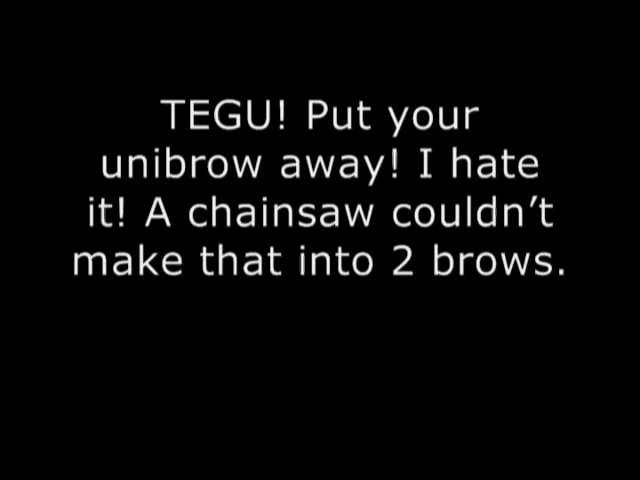 TEGU! Put your
unibrow away! I hate
it! A chainsaw couldn’t
make that into 2 brows.